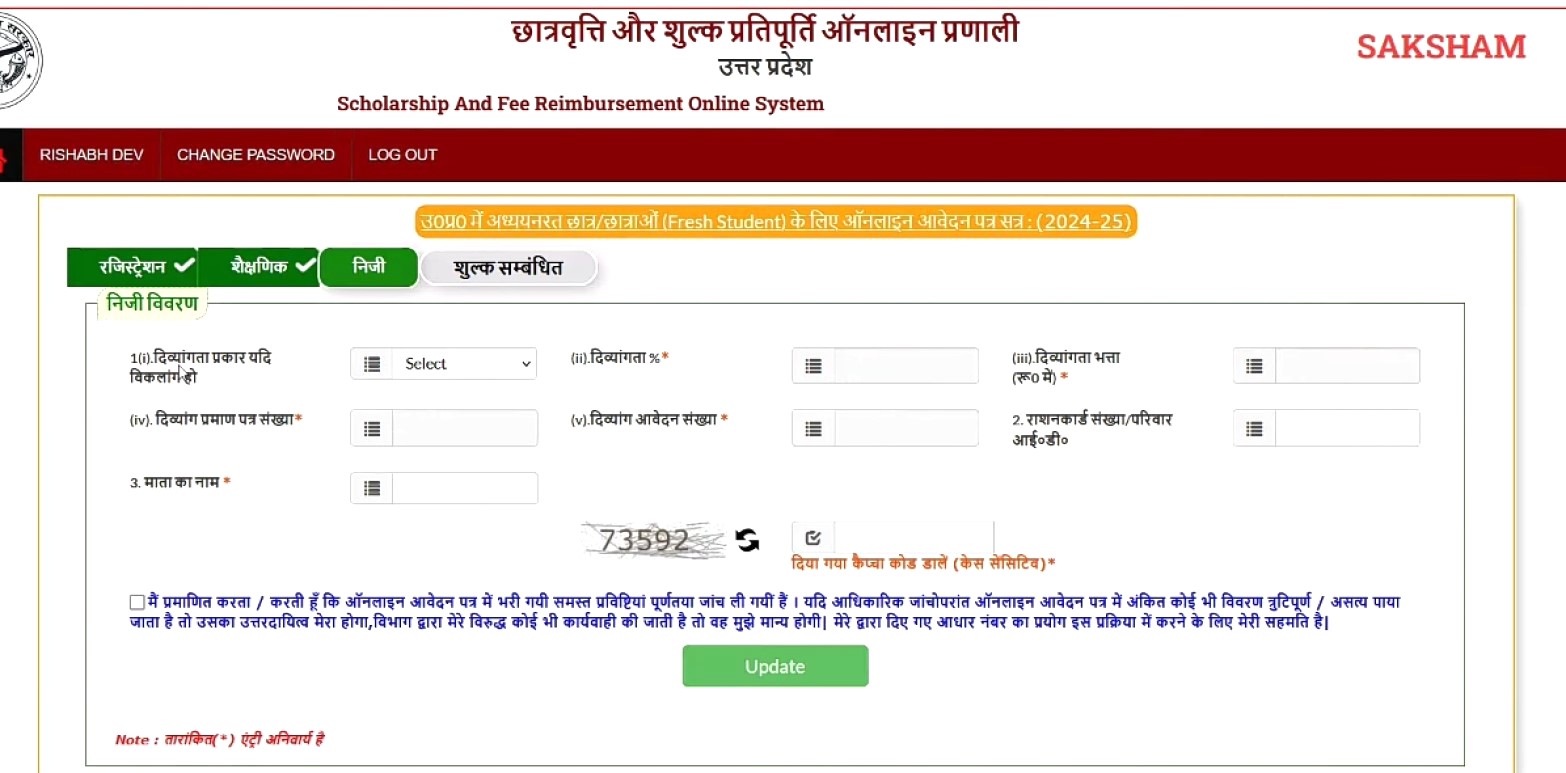 छात्रवृत्ति और शुल्क प्रतिपूर्ति ऑनलाइन प्रणाली
उत्तर प्रदेश
SAKSHAM
Scholarship And Fee Reimbursement Online System
RISHABH DEV CHANGE PASSWORD LOG OUT
उ0प्र0 में अध्ययनरत छात्र/छात्राओं (Fresh Student) के लिए ऑनलाइन आवेदन पत्र सत्र : (2024-25)
रजिस्ट्रेशन शैक्षणिक निजी शुल्क सम्बंधित
निजी विवरण
1(i).दिव्यांगता प्रकार यदि विकलांग हो
Select
(ii).दिव्यांगता %*
(iii).दिव्यांगता भत्ता (रू0 में) *
(iv). दिव्यांग प्रमाण पत्र संख्या*
(v).दिव्यांग आवेदन संख्या *
2. राशनकार्ड संख्या/परिवार आई०डी०
3. माता का नाम *
73592
दिया गया कैप्चा कोड डालें (केस सेंसिटिव)*
मैं प्रमाणित करता / करती हूँ कि ऑनलाइन आवेदन पत्र में भरी गयी समस्त प्रविष्टियां पूर्णतया जांच ली गयीं हैं । यदि आधिकारिक जांचोपरांत ऑनलाइन आवेदन पत्र में अंकित कोई भी विवरण त्रुटिपूर्ण / असत्य पाया
जाता है तो उसका उत्तरदायित्व मेरा होगा,विभाग द्वारा मेरे विरुद्ध कोई भी कार्यवाही की जाती है तो वह मुझे मान्य होगी| मेरे द्वारा दिए गए आधार नंबर का प्रयोग इस प्रक्रिया में करने के लिए मेरी सहमति है|
Update
Note : तारांकित(*) एंट्री अनिवार्य है